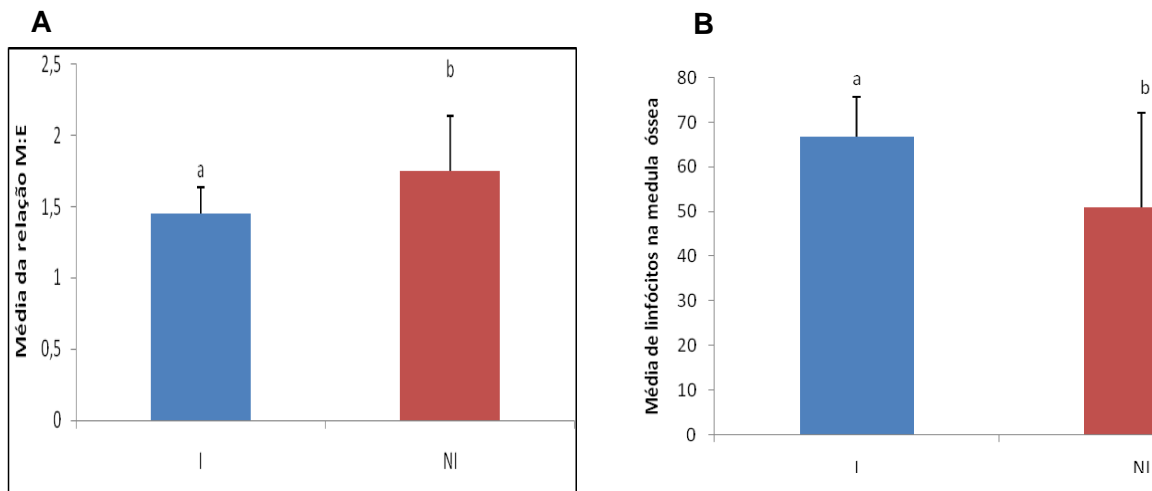 A
Média da relação M:E
2,5
2
1,5
1
0,5
0
a
b
I
NI
B
Média de linfócitos na medula óssea
80
70
60
50
40
30
20
10
0
a
b
I
NI